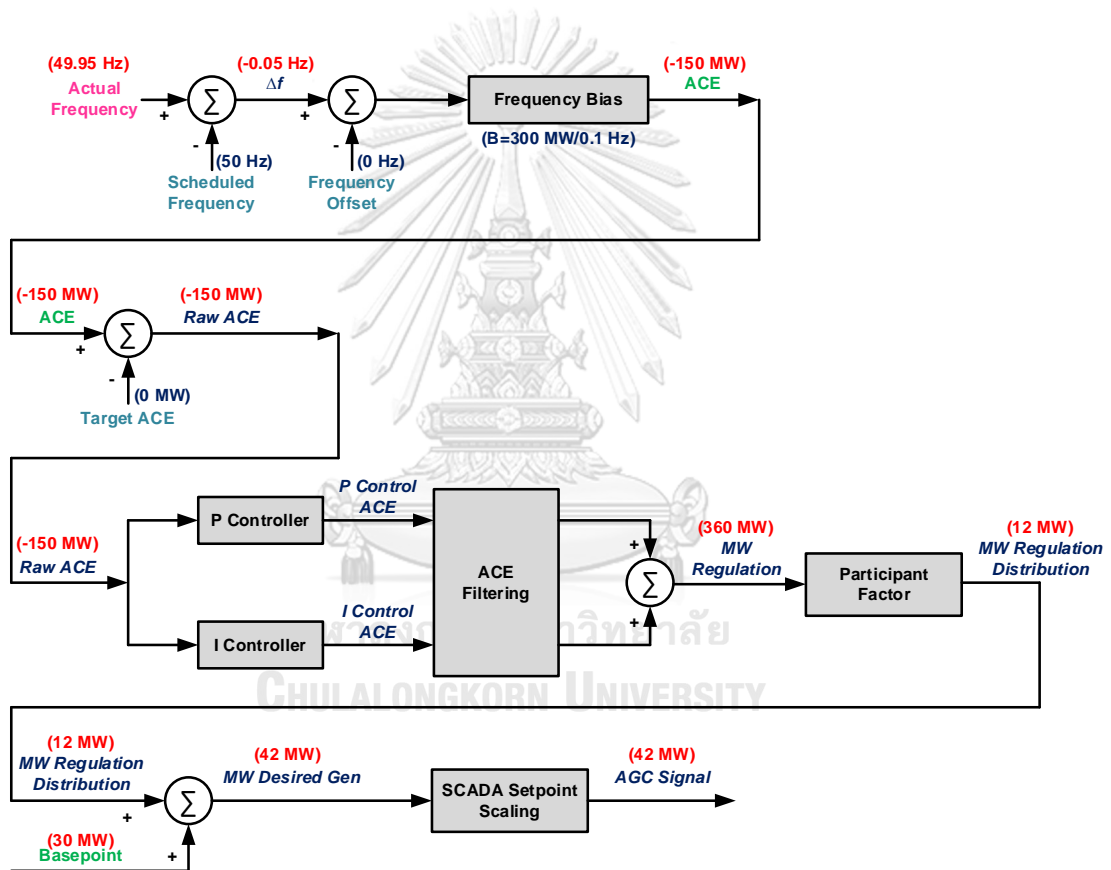 (49.95 Hz)
Actual
Frequency
+
∑
-
(50 Hz)
Scheduled
Frequency
(-0.05 Hz)
Δf
+
∑
-
(0 Hz)
Frequency
Offset
Frequency Bias
(B=300 MW/0.1 Hz)
(-150 MW)
ACE
(-150 MW)
ACE
+
∑
-
(0 MW)
Target ACE
(-150 MW)
Raw ACE
(-150 MW)
Raw ACE
P Controller
P Control
ACE
I Controller
I Control
ACE
ACE
Filtering
+
∑
+
(360 MW)
MW
Regulation
Participant
Factor
(12 MW)
MW Regulation
Distribution
CHULALONGKORN UNIVERSITY
(12 MW)
MW Regulation
Distribution
+
∑
+
(30 MW)
Basepoint
(42 MW)
MW Desired Gen
SCADA Setpoint
Scaling
(42 MW)
AGC Signal